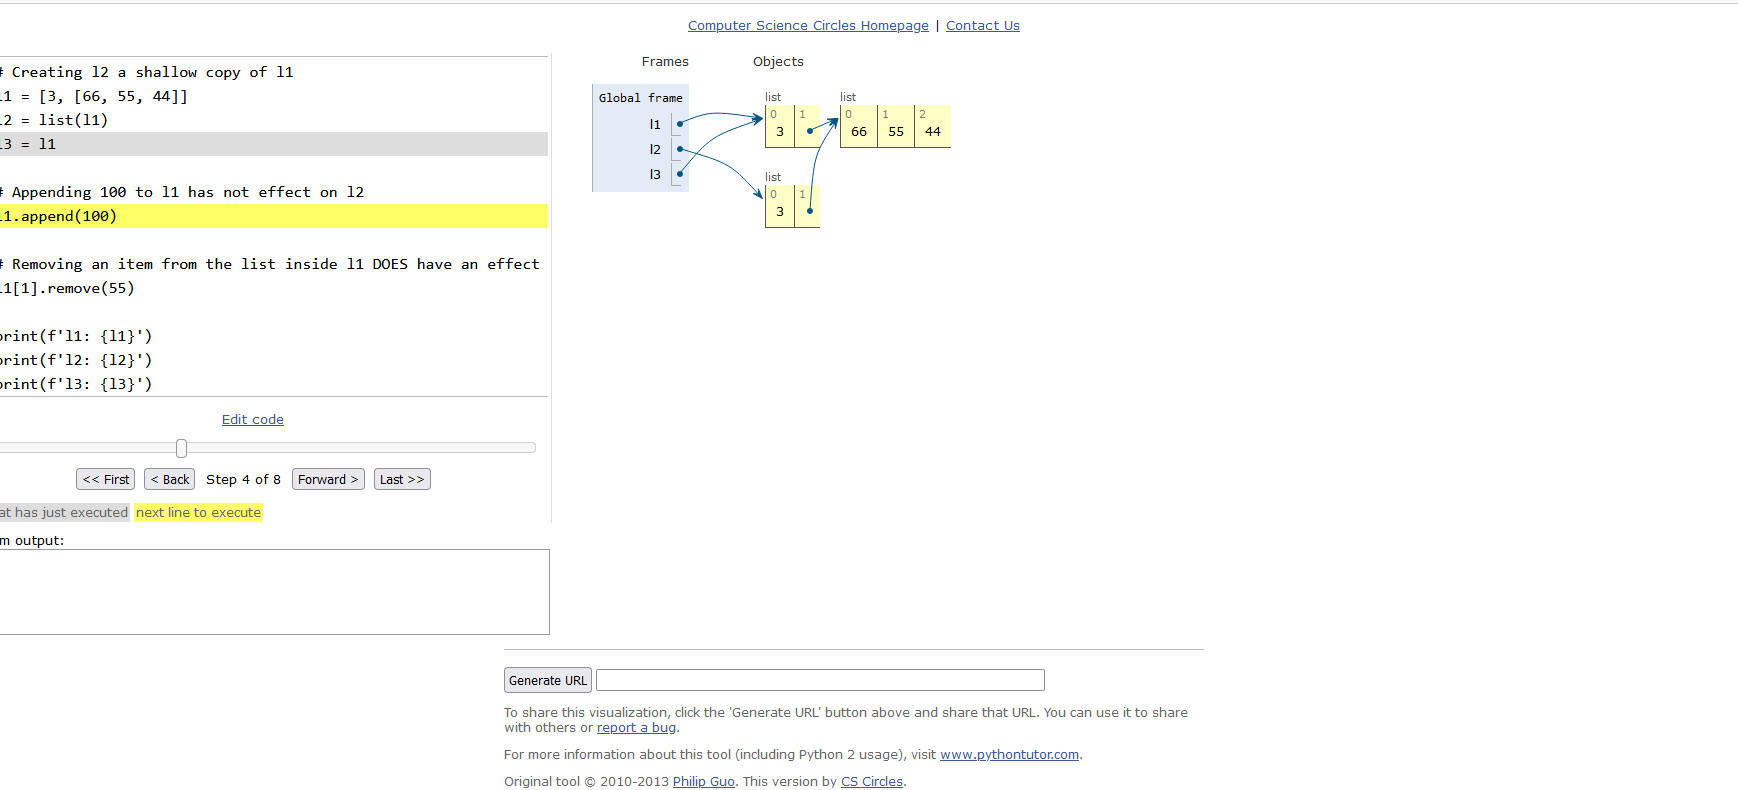 Computer Science Circles Homepage | Contact Us
# Creating l2 a shallow copy of l1
l1 = [3, [66, 55, 44]]
l2 = list(l1)
l3 = l1
# Appending 100 to l1 has not effect on l2
l1.append(100)
# Removing an item from the list inside l1 DOES have an effect
l1[1].remove(55)
print(f'l1: {l1}')
print(f'l2: {l2}')
print(f'l3: {l3}')
Edit code
<< First < Back Step 4 of 8 Forward > Last >>
at has just executed next line to execute
m output:
Frames Objects
Global frame
l1
l2
l3
list
0 1
3
list
0 1 2
66 55 44
list
0 1
3
Generate URL
To share this visualization, click the 'Generate URL' button above and share that URL. You can use it to share
with others or report a bug.
For more information about this tool (including Python 2 usage), visit www.pythontutor.com.
Original tool © 2010-2013 Philip Guo. This version by CS Circles.